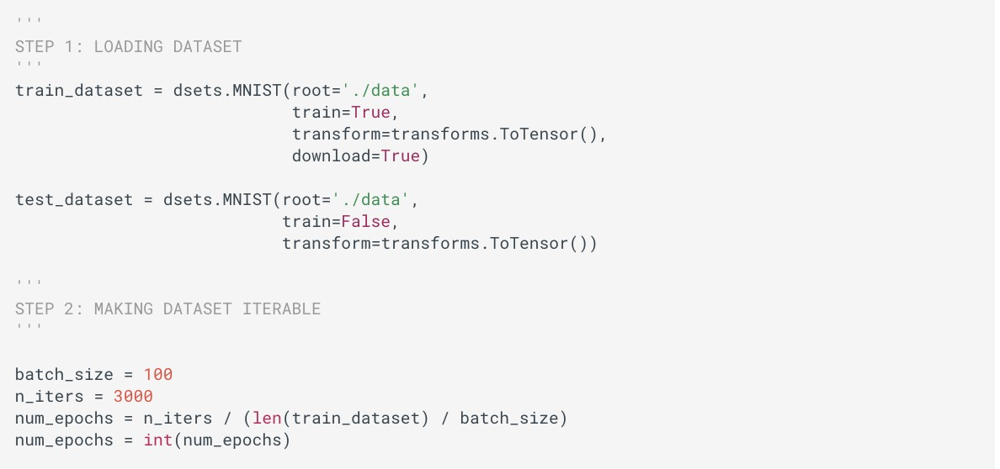 '''
STEP 1: LOADING DATASET
'''
train_dataset = dsets.MNIST(root='./data',
                            train=True,
                            transform=transforms.ToTensor(),
                            download=True)

test_dataset = dsets.MNIST(root='./data',
                           train=False,
                           transform=transforms.ToTensor())

'''
STEP 2: MAKING DATASET ITERABLE
'''

batch_size = 100
n_iters = 3000
num_epochs = n_iters / (len(train_dataset) / batch_size)
num_epochs = int(num_epochs)